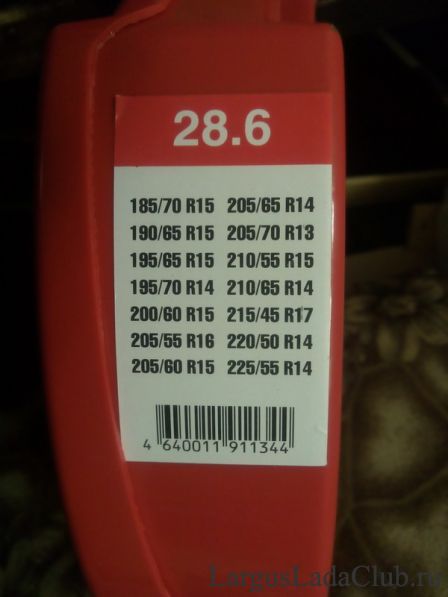 28.6
185/70 R15 205/65 R14
190/65 R15 205/70 R13
195/65 R15 210/55 R15
195/70 R14 210/65 R14
200/60 R15 215/45 R17
205/55 R16 220/50 R14
205/60 R15 225/55 R14
4 640011 911344
LargusLadaClub.ru